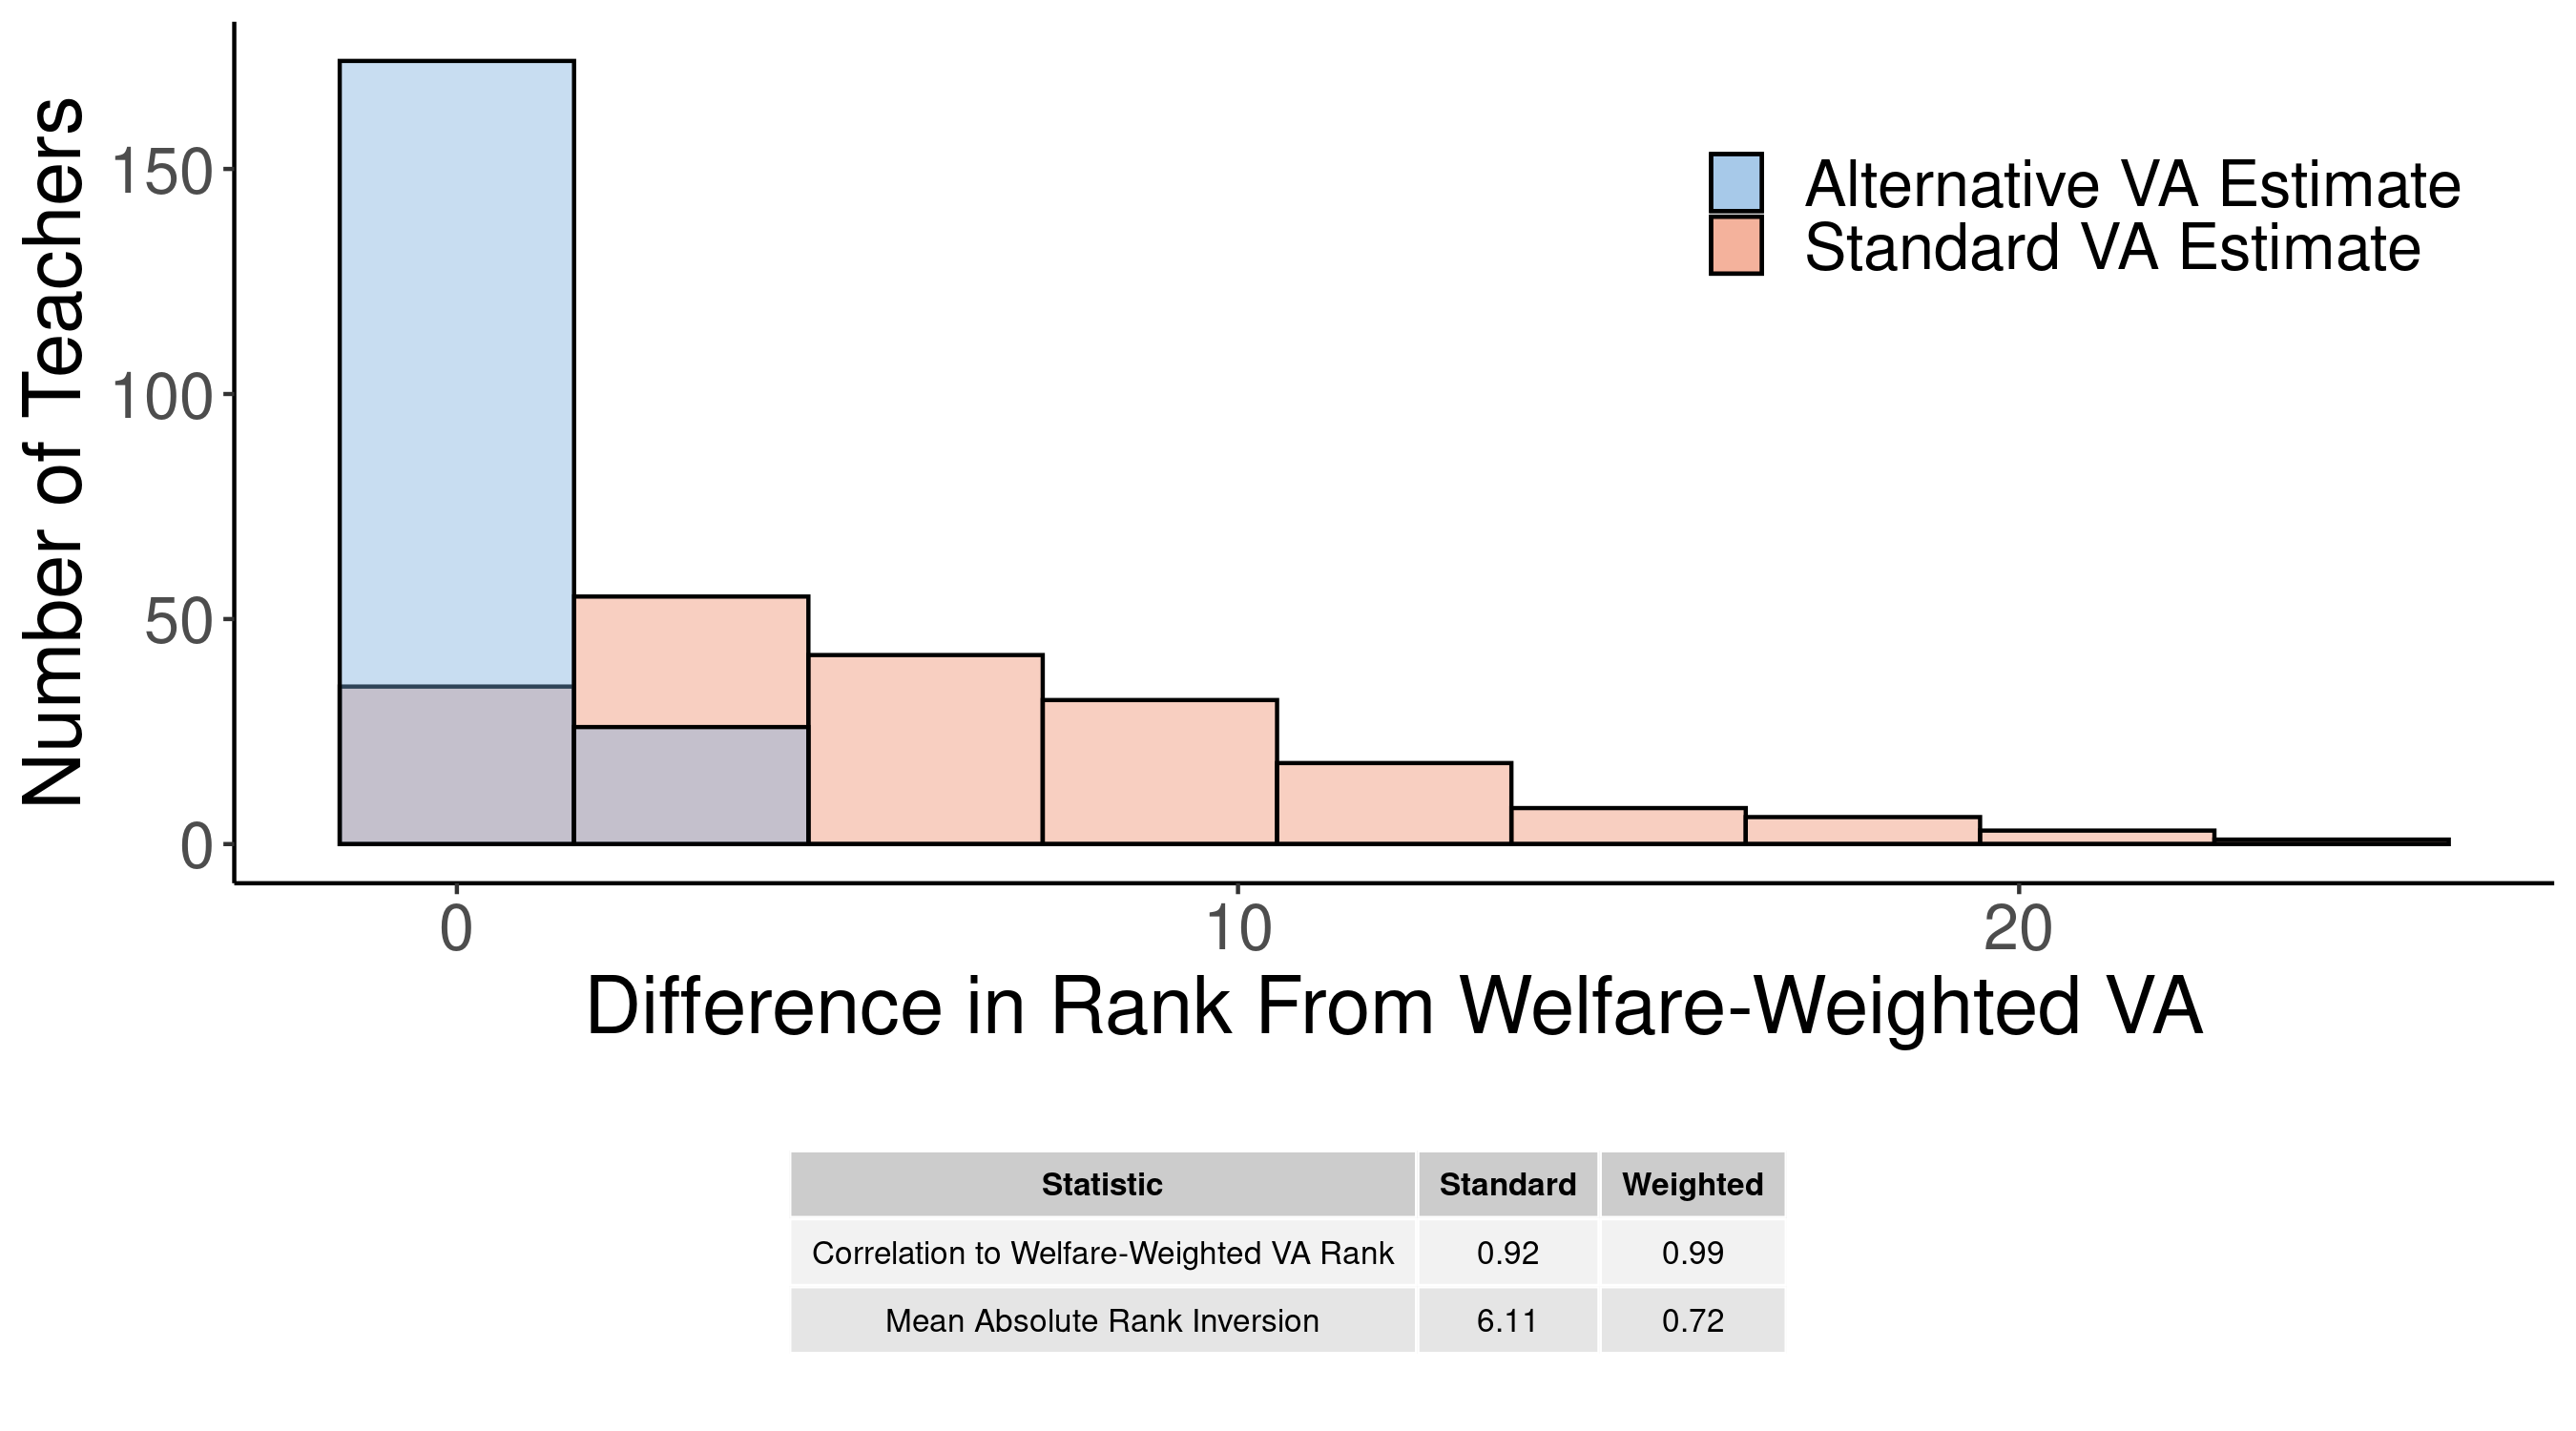 Number of Teachers
150
100
50
0
Alternative VA Estimate
Standard VA Estimate
0 10 20
Difference in Rank From Welfare-Weighted VA
Statistic Standard Weighted
Correlation to Welfare-Weighted VA Rank 0.92 0.99
Mean Absolute Rank Inversion 6.11 0.72